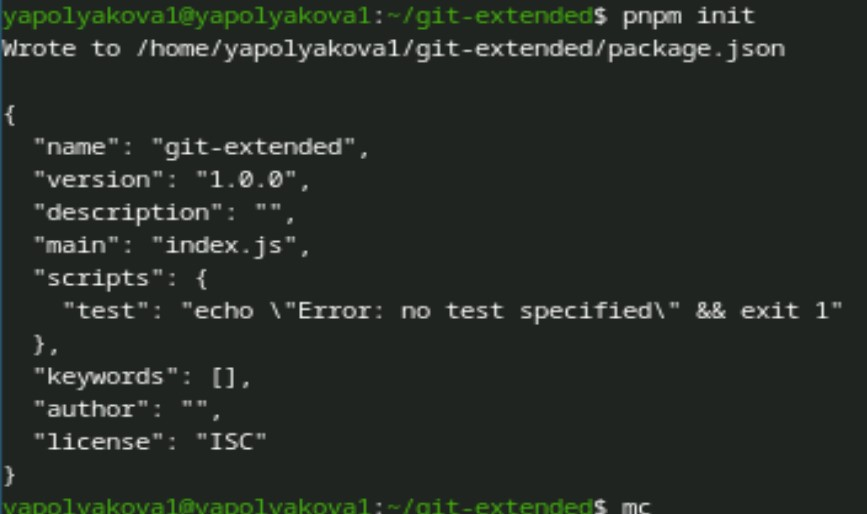 yapolyakova1@yapolyakova1:~/git-extended$ pnpm init
Wrote to /home/yapolyakova1/git-extended/package.json
{
"name": "git-extended",
"version": "1.0.0",
"description": "",
"main": "index.js",
"scripts": {
"test": "echo \"Error: no test specified\" && exit 1"
},
"keywords": [],
"author": "",
"license": "ISC"
}
yapolyakova1@yapolyakova1:~/git-extended$ mc